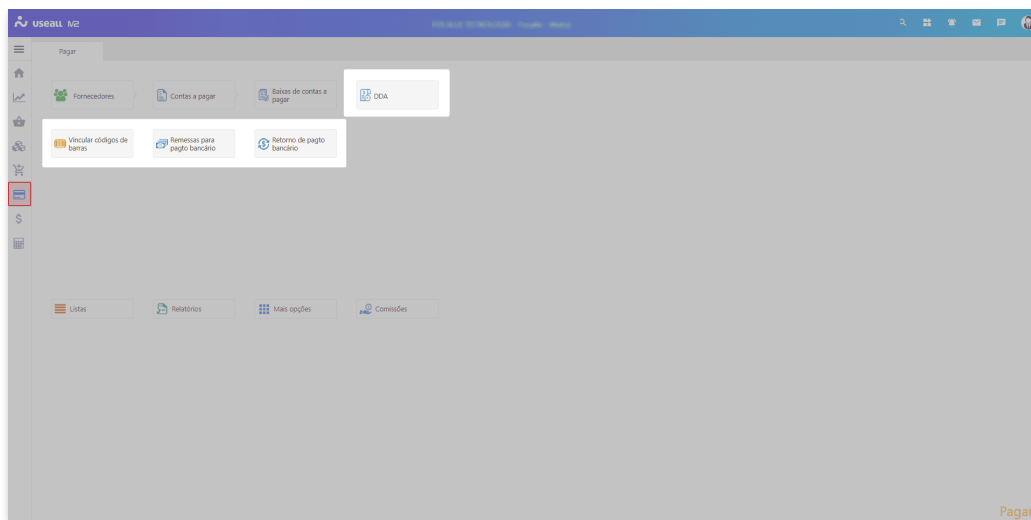 useall M2
Pagar
Fornecedores
Contas a pagar
Baixas de contas a
pagar
DDA
Vincular códigos de
barras
Remessas para
pagto bancário
Retorno de pagto
bancário
Listas
Relatórios
Mais opções
Comissões
Pagar